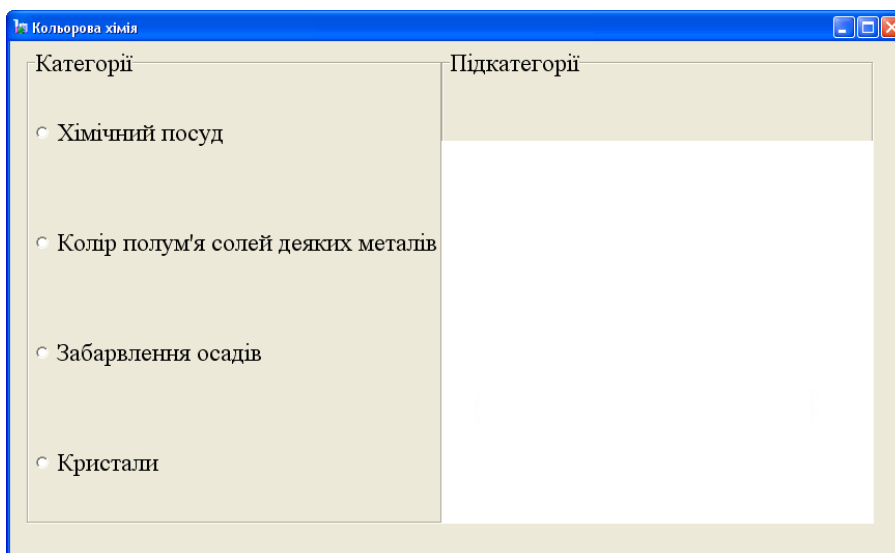 Кольорова хімія
Категорії
Підкатегорії
Хімічний посуд
Колір полум'я солей деяких металів
Забарвлення осадів
Кристали